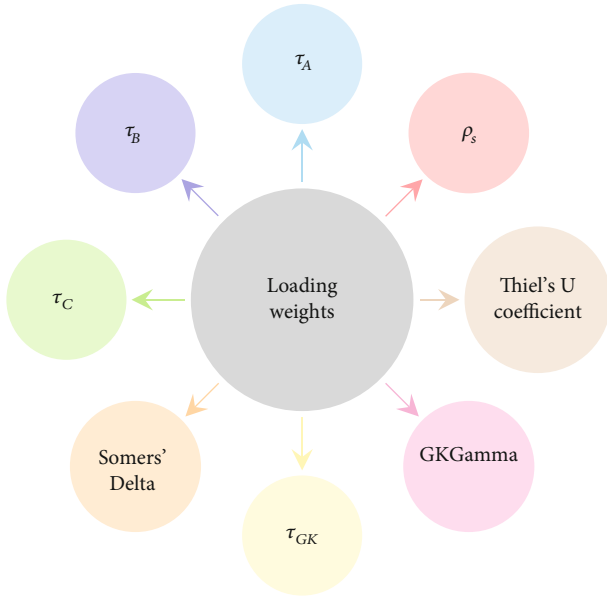 τA
τB
ρs
Loading
weights
Thiel's U
coefficient
τC
Somers'
Delta
GKGamma
τGK